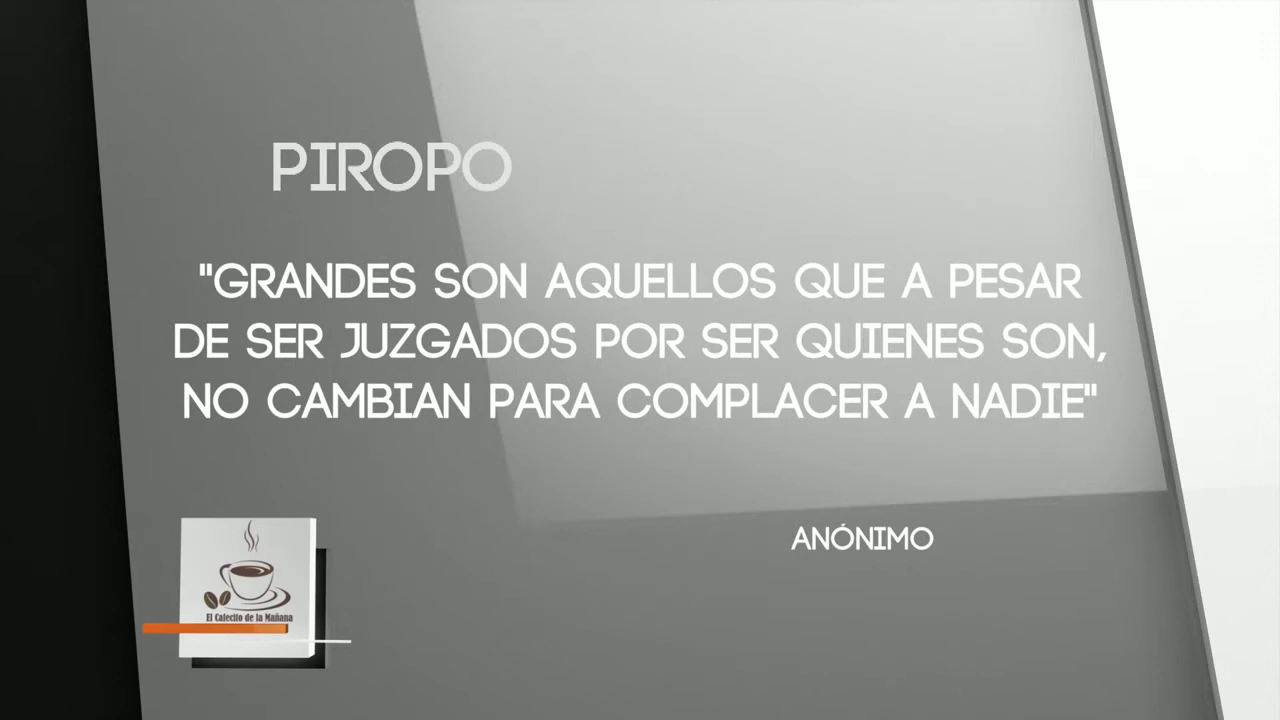 PIROPO
"GRANDES SON AQUELLOS QUE A PESAR
DE SER JUZGADOS POR SER QUIENES SON,
NO CAMBIAN PARA COMPLACER A NADIE"
ANÓNIMO
El Cafecito de la Mañana